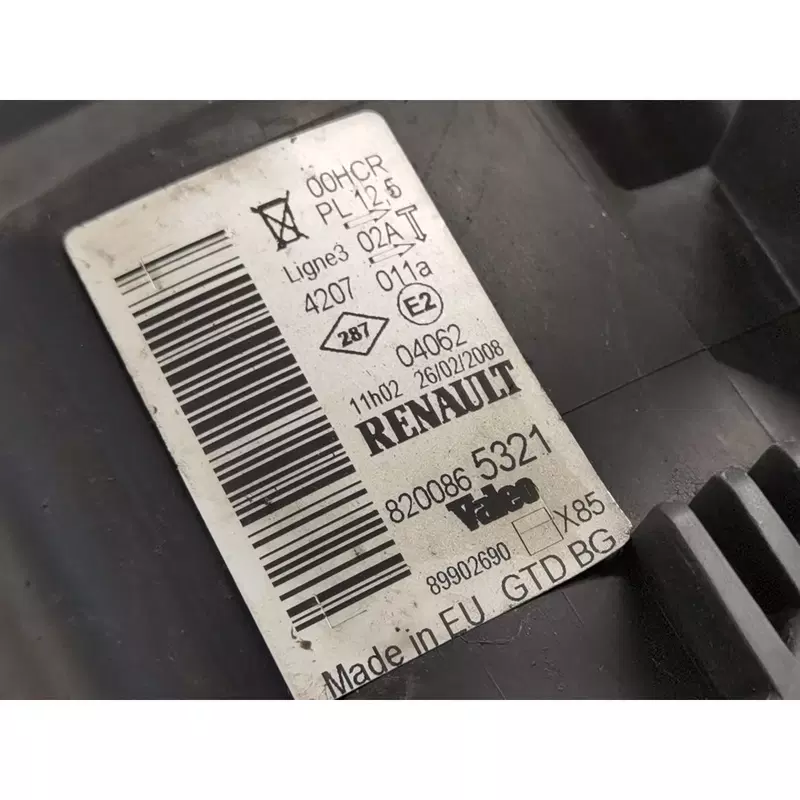 00HCR
PL 12,5
Ligne3 02A
4207 011a
287 E2
04062
11h02 26/02/2008
RENAULT
820086 5321
Valeo
89902690 X85
Made in EU GTD BG